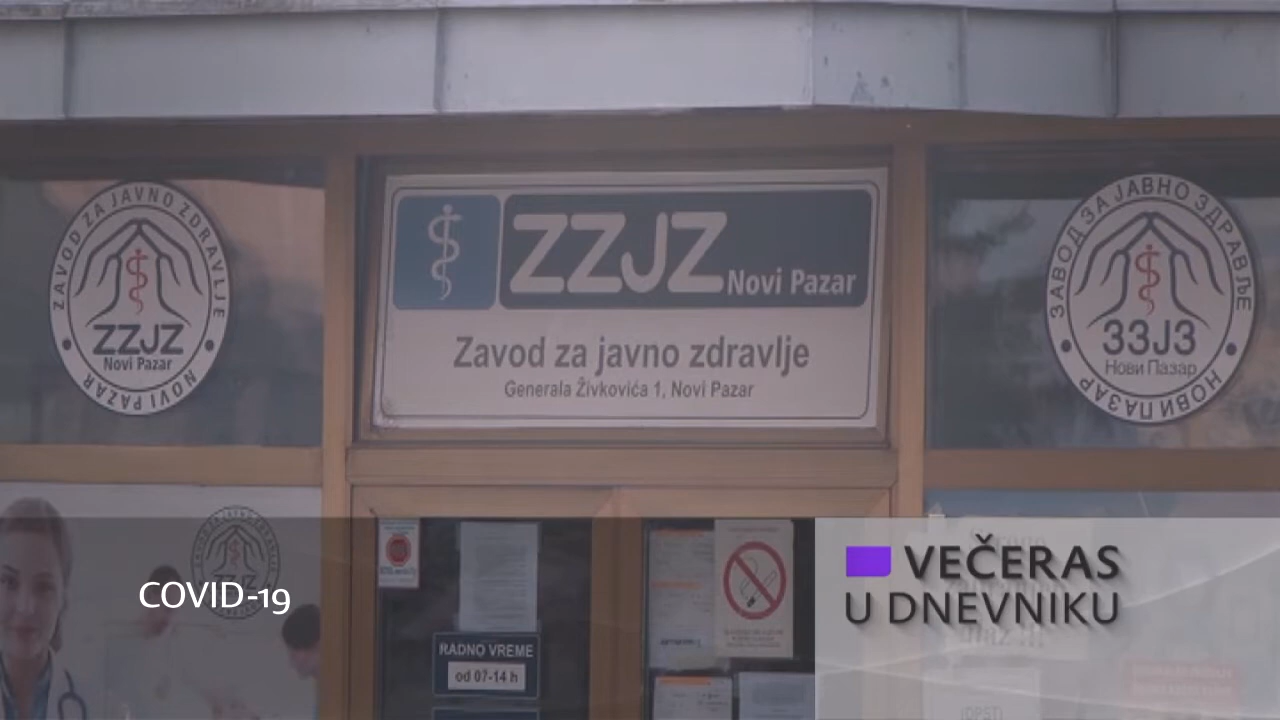 ZAVOD ZA JAVNO ZDRAVLJE
ZZJZ
Novi Pazar
NOVI PAZAR
ZZJZ Novi Pazar
Zavod za javno zdravlje
Generala Živkovića 1, Novi Pazar
ЗАВОД ЗА ЈАВНО ЗДРАВЉЕ
ЗЗЈЗ
Нови Пазар
НОВИ ПАЗАР
COVID-19
RADNO VREME
od 07-14 h
VEČERAS
U DNEVNIKU